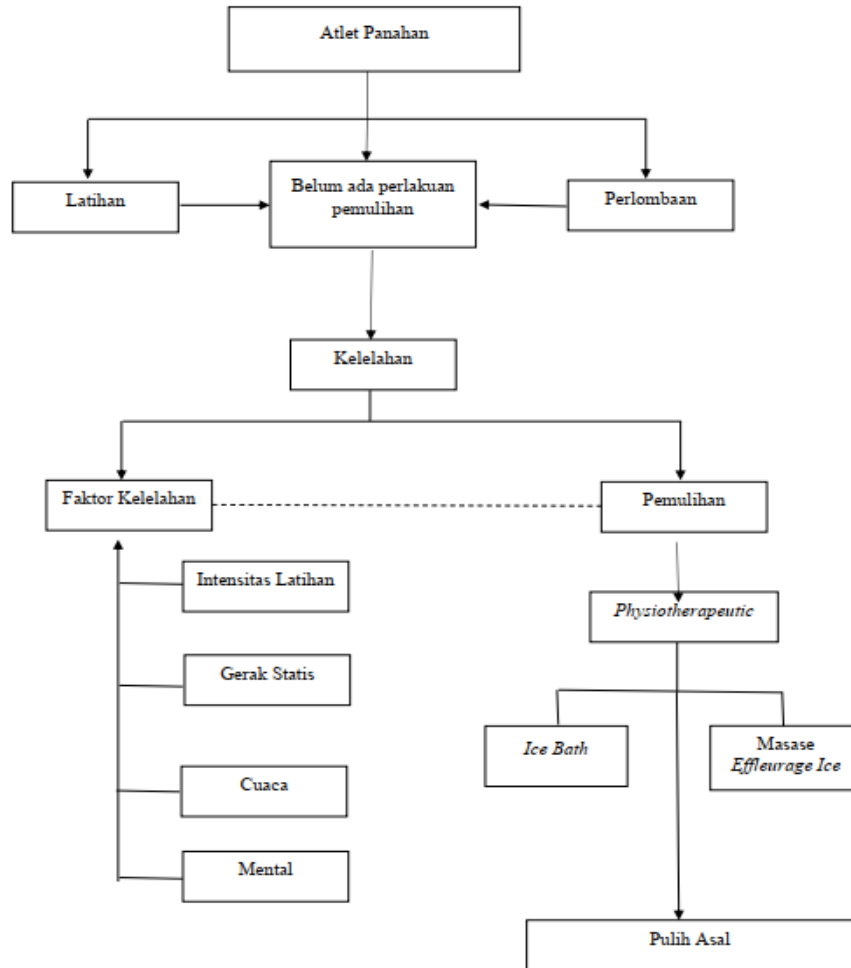 Atlet Panahan
Latihan
Belum ada perlakuan
pemulihan
Perlombaan
Kelelahan
Faktor Kelelahan
Pemulihan
Intensitas Latihan
Physiotherapeutic
Gerak Statis
Ice Bath
Masase
Effleurage Ice
Cuaca
Mental
Pulih Asal